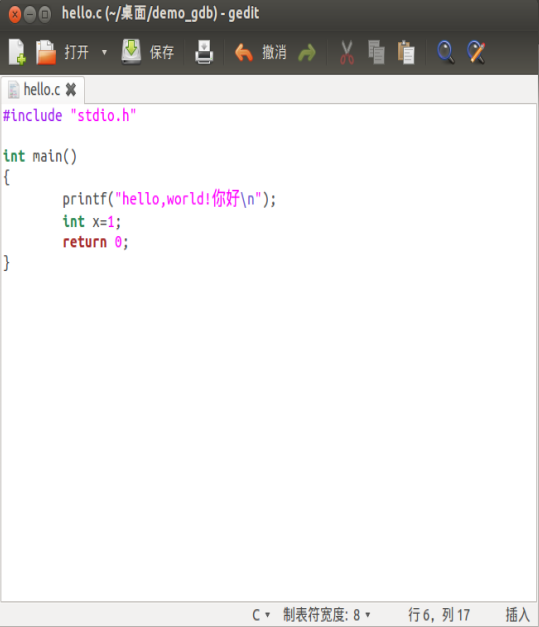 hello.c (~/桌面/demo_gdb) - gedit
打开 保存 撤消
hello.c
#include "stdio.h"
int main()
{
printf("hello,world!你好\n");
int x=1;
return 0;
}
C 制表符宽度: 8 行 6，列 17 插入